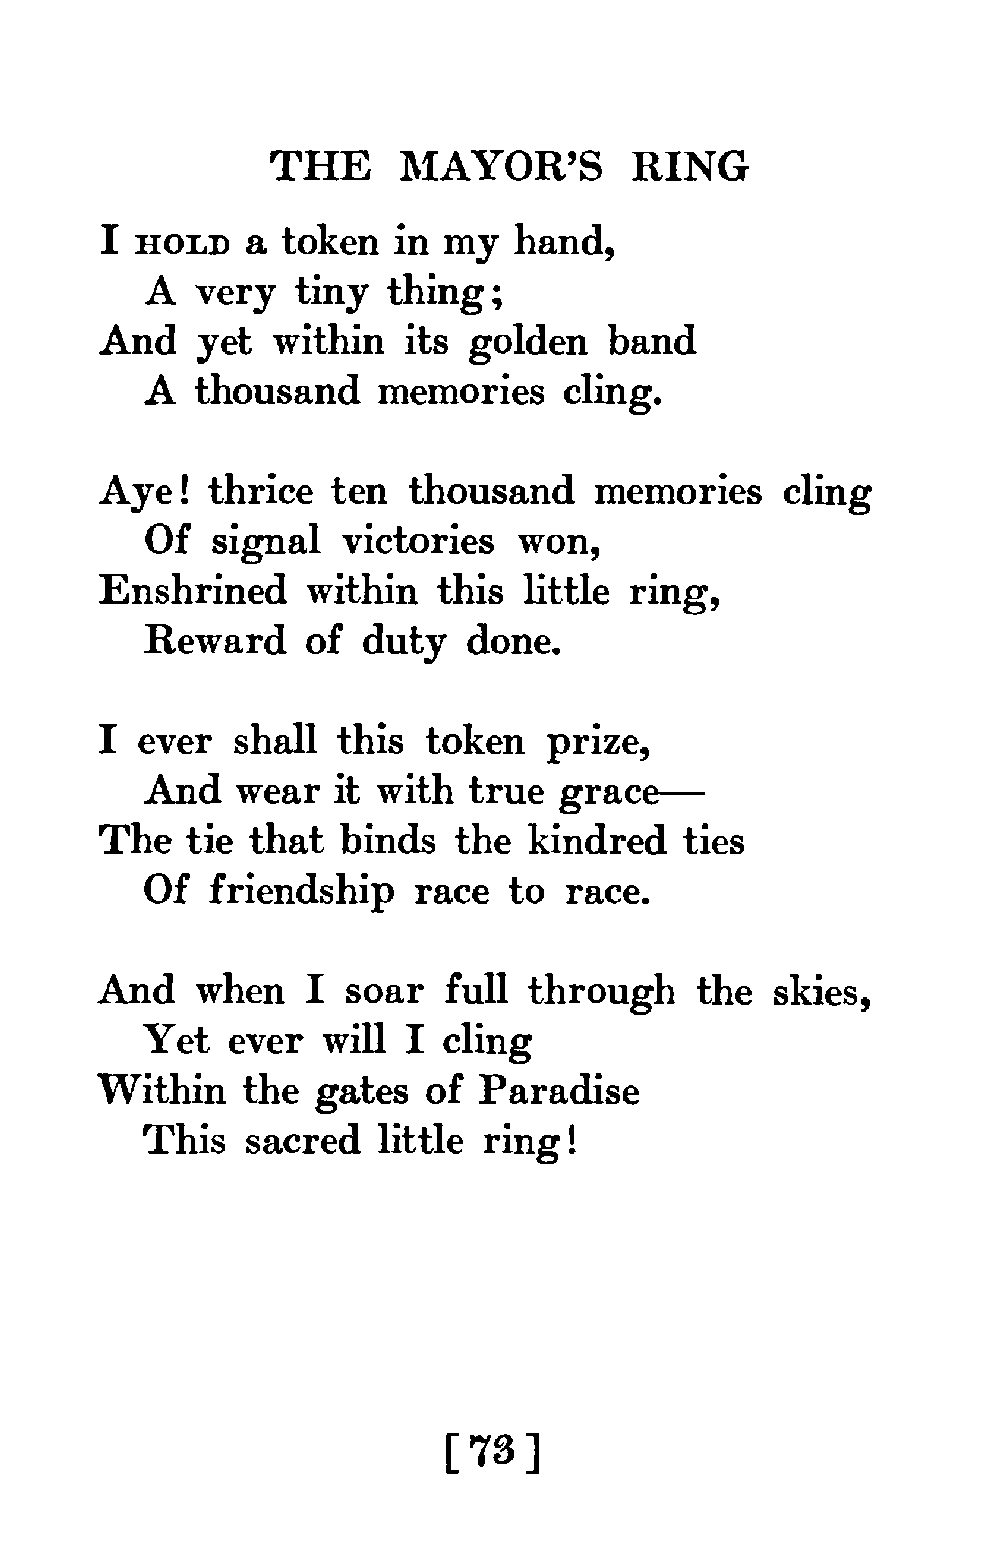 THE MAYOR'S RING
I HOLD a token in my hand,
A very tiny thing;
And yet within its golden band
A thousand memories cling.
Aye! thrice ten thousand memories cling
Of signal victories won,
Enshrined within this little ring,
Reward of duty done.
I ever shall this token prize,
And wear it with true grace—
The tie that binds the kindred ties
Of friendship race to race.
And when I soar full through the skies,
Yet ever will I cling
Within the gates of Paradise
This sacred little ring!
[73]